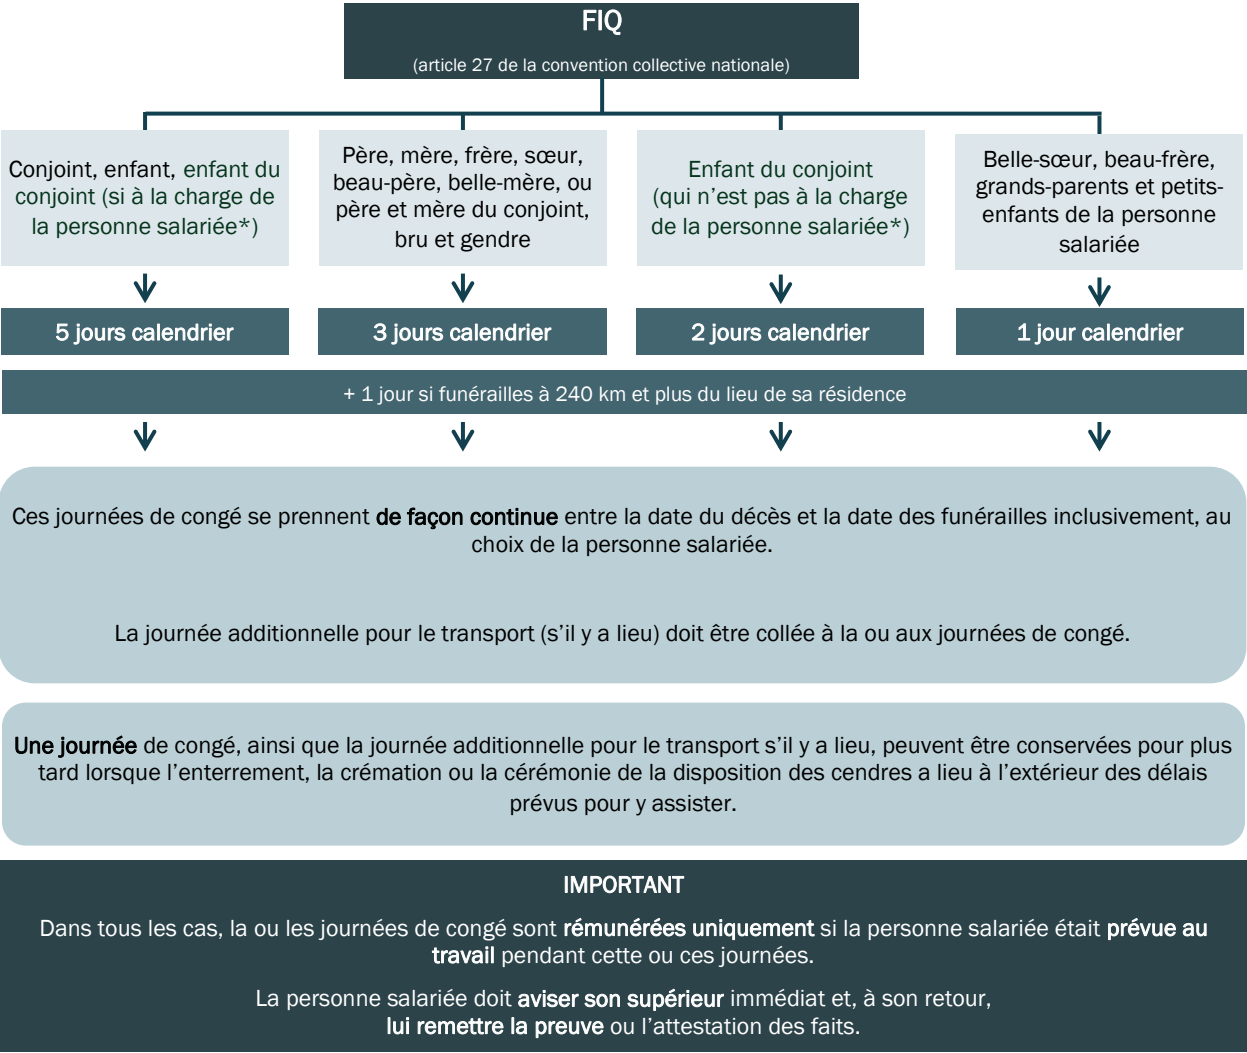 FIQ
(article 27 de la convention collective nationale)
Conjoint, enfant, enfant du
conjoint (si à la charge de
la personne salariée*)
Père, mère, frère, sœur,
beau-père, belle-mère, ou
père et mère du conjoint,
bru et gendre
Enfant du conjoint
(qui n’est pas à la charge
de la personne salariée*)
Belle-sœur, beau-frère,
grands-parents et petits-
enfants de la personne
salariée
5 jours calendrier
3 jours calendrier
2 jours calendrier
1 jour calendrier
+ 1 jour si funérailles à 240 km et plus du lieu de sa résidence
Ces journées de congé se prennent de façon continue entre la date du décès et la date des funérailles inclusivement, au
choix de la personne salariée.
La journée additionnelle pour le transport (s’il y a lieu) doit être collée à la ou aux journées de congé.
Une journée de congé, ainsi que la journée additionnelle pour le transport s’il y a lieu, peuvent être conservées pour plus
tard lorsque l’enterrement, la crémation ou la cérémonie de la disposition des cendres a lieu à l’extérieur des délais
prévus pour y assister.
IMPORTANT
Dans tous les cas, la ou les journées de congé sont rémunérées uniquement si la personne salariée était prévue au
travail pendant cette ou ces journées.
La personne salariée doit aviser son supérieur immédiat et, à son retour,
lui remettre la preuve ou l’attestation des faits.